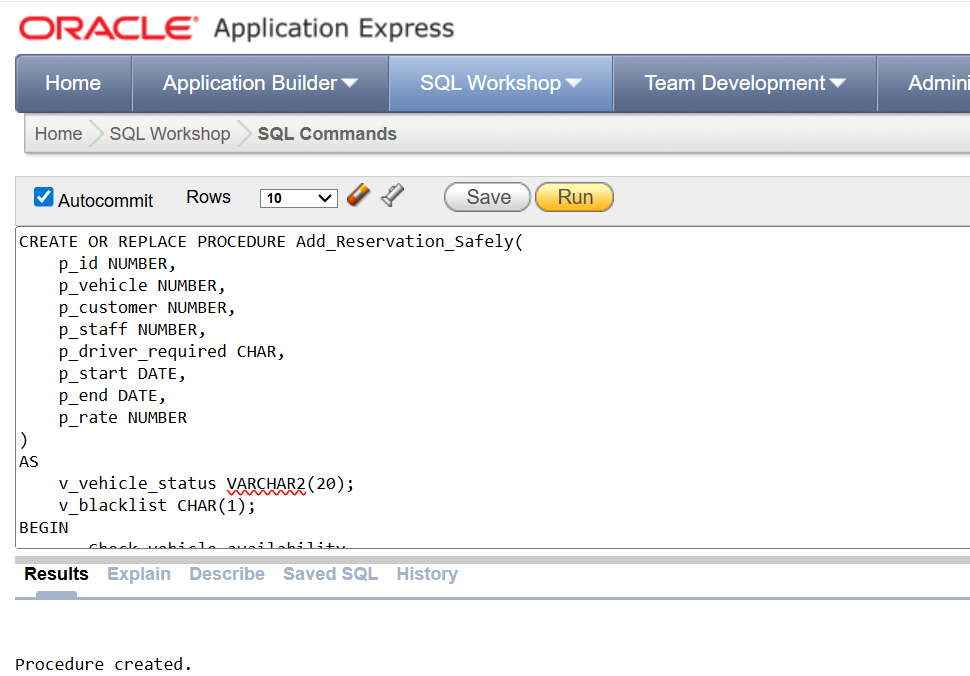 ORACLE Application Express
Home Application Builder SQL Workshop Team Development Admini
Home SQL Workshop SQL Commands
Autocommit Rows 10 Save Run
CREATE OR REPLACE PROCEDURE Add_Reservation_Safely(
    p_id NUMBER,
    p_vehicle NUMBER,
    p_customer NUMBER,
    p_staff NUMBER,
    p_driver_required CHAR,
    p_start DATE,
    p_end DATE,
    p_rate NUMBER
)
AS
    v_vehicle_status VARCHAR2(20);
    v_blacklist CHAR(1);
BEGIN
Check vehicle availability
Results Explain Describe Saved SQL History
Procedure created.